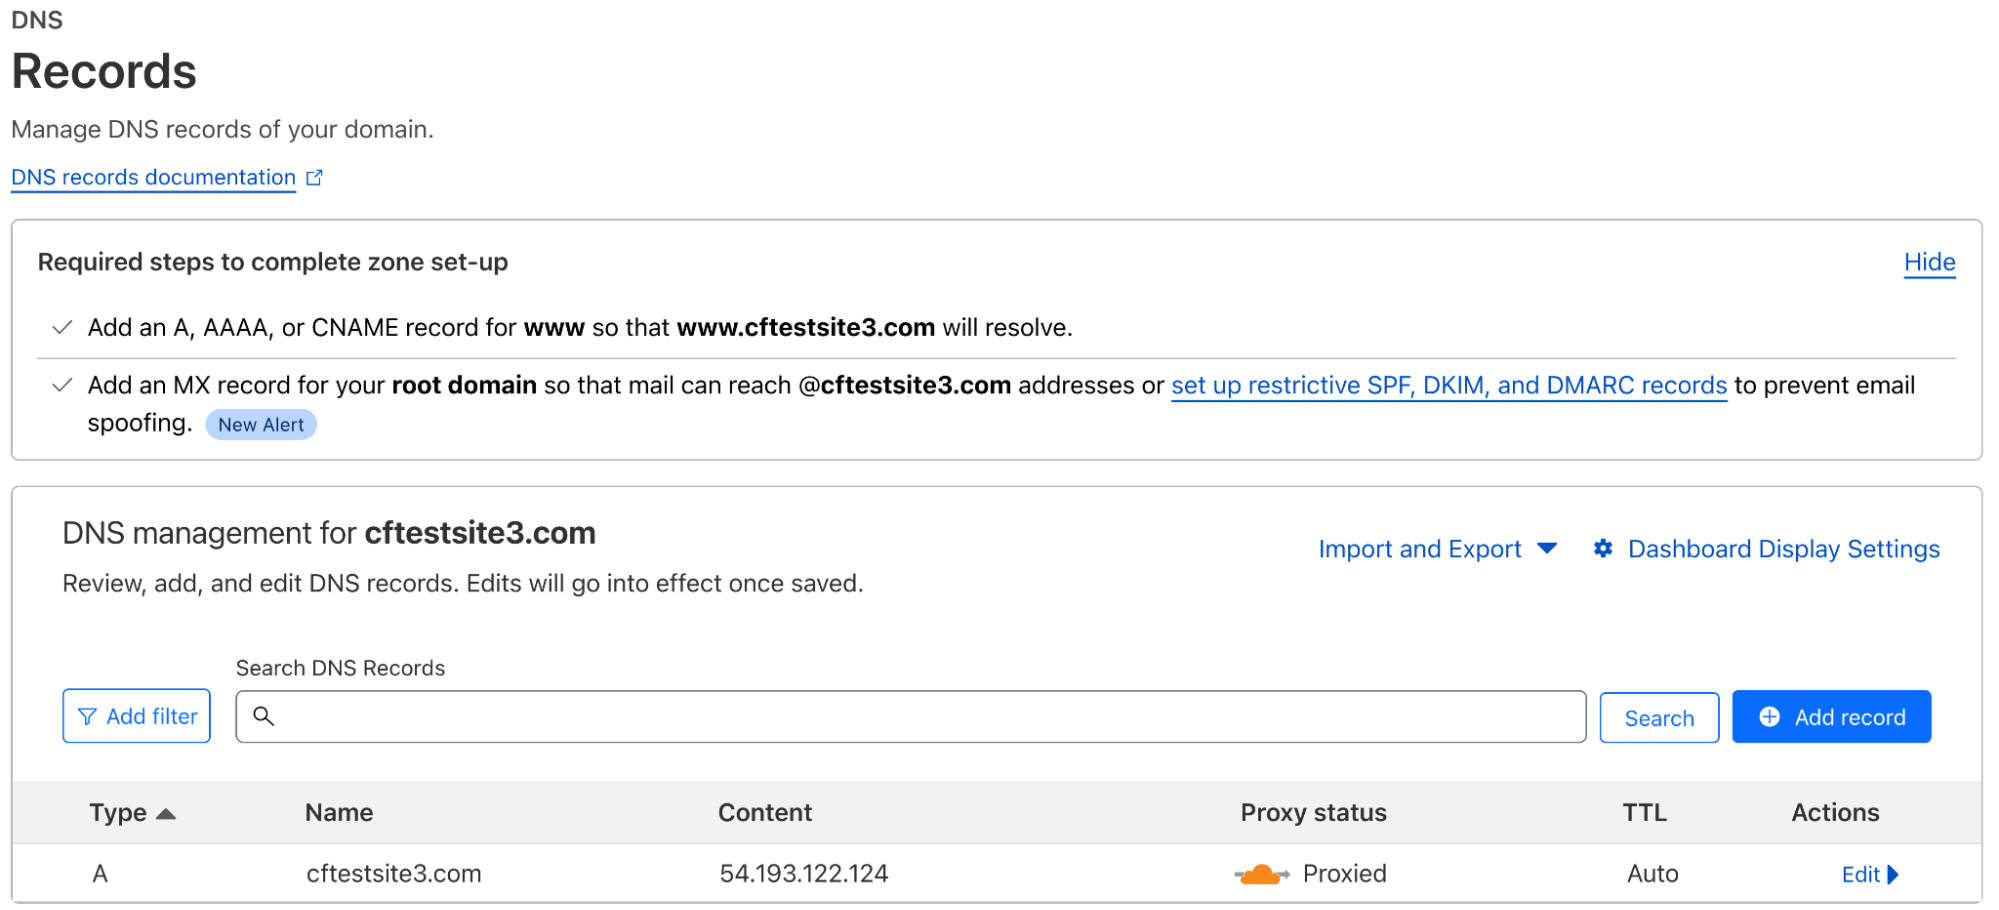 DNS
Records
Manage DNS records of your domain.
DNS records documentation
Required steps to complete zone set-up
Hide
Add an A, AAAA, or CNAME record for www so that www.cftestsite3.com will resolve.
Add an MX record for your root domain so that mail can reach @cftestsite3.com addresses or set up restrictive SPF, DKIM, and DMARC records to prevent email
spoofing. New Alert
DNS management for cftestsite3.com
Import and Export Dashboard Display Settings
Review, add, and edit DNS records. Edits will go into effect once saved.
Search DNS Records
Add filter Search Add record
Type Name Content Proxy status TTL Actions
A cftestsite3.com 54.193.122.124 Proxied Auto Edit